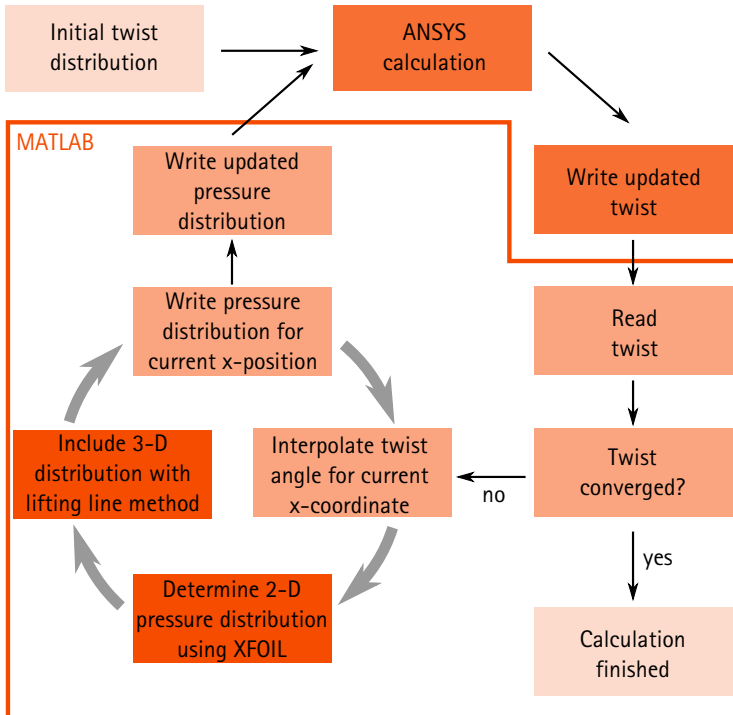 Initial twist
distribution
ANSYS
calculation
MATLAB
Write updated
pressure
distribution
Write updated
twist
Write pressure
distribution for
current x-position
Read
twist
Include 3-D
distribution with
lifting line method
Interpolate twist
angle for current
x-coordinate
no
Twist
converged?
yes
Determine 2-D
pressure distribution
using XFOIL
Calculation
finished